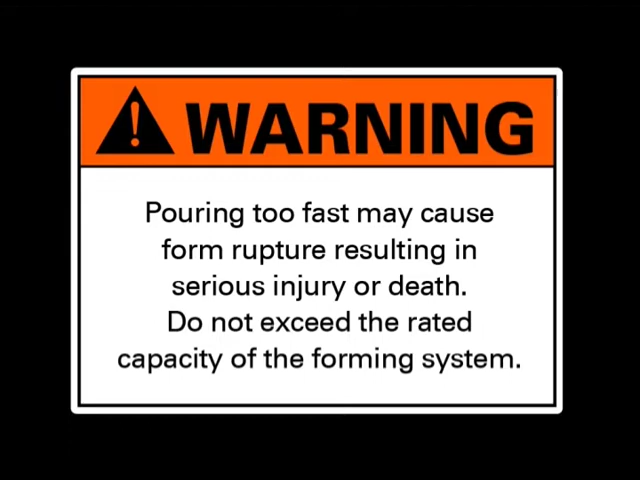 WARNING
Pouring too fast may cause
form rupture resulting in
serious injury or death.
Do not exceed the rated
capacity of the forming system.